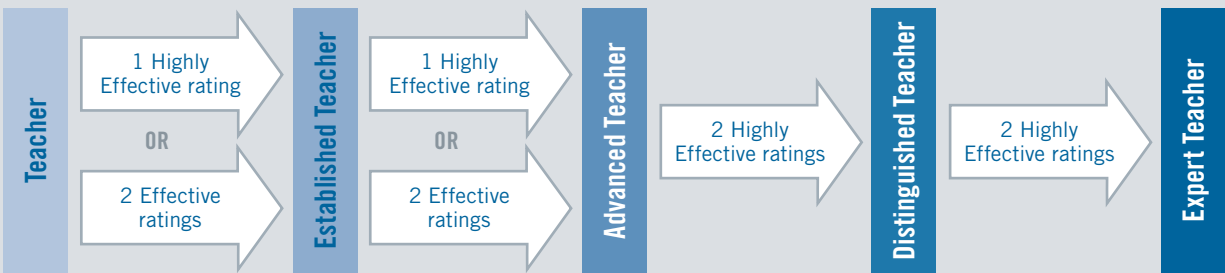 Teacher
1 Highly
Effective rating
OR
2 Effective
ratings
Established Teacher
1 Highly
Effective rating
OR
2 Effective
ratings
Advanced Teacher
2 Highly
Effective ratings
Distinguished Teacher
2 Highly
Effective ratings
Expert Teacher